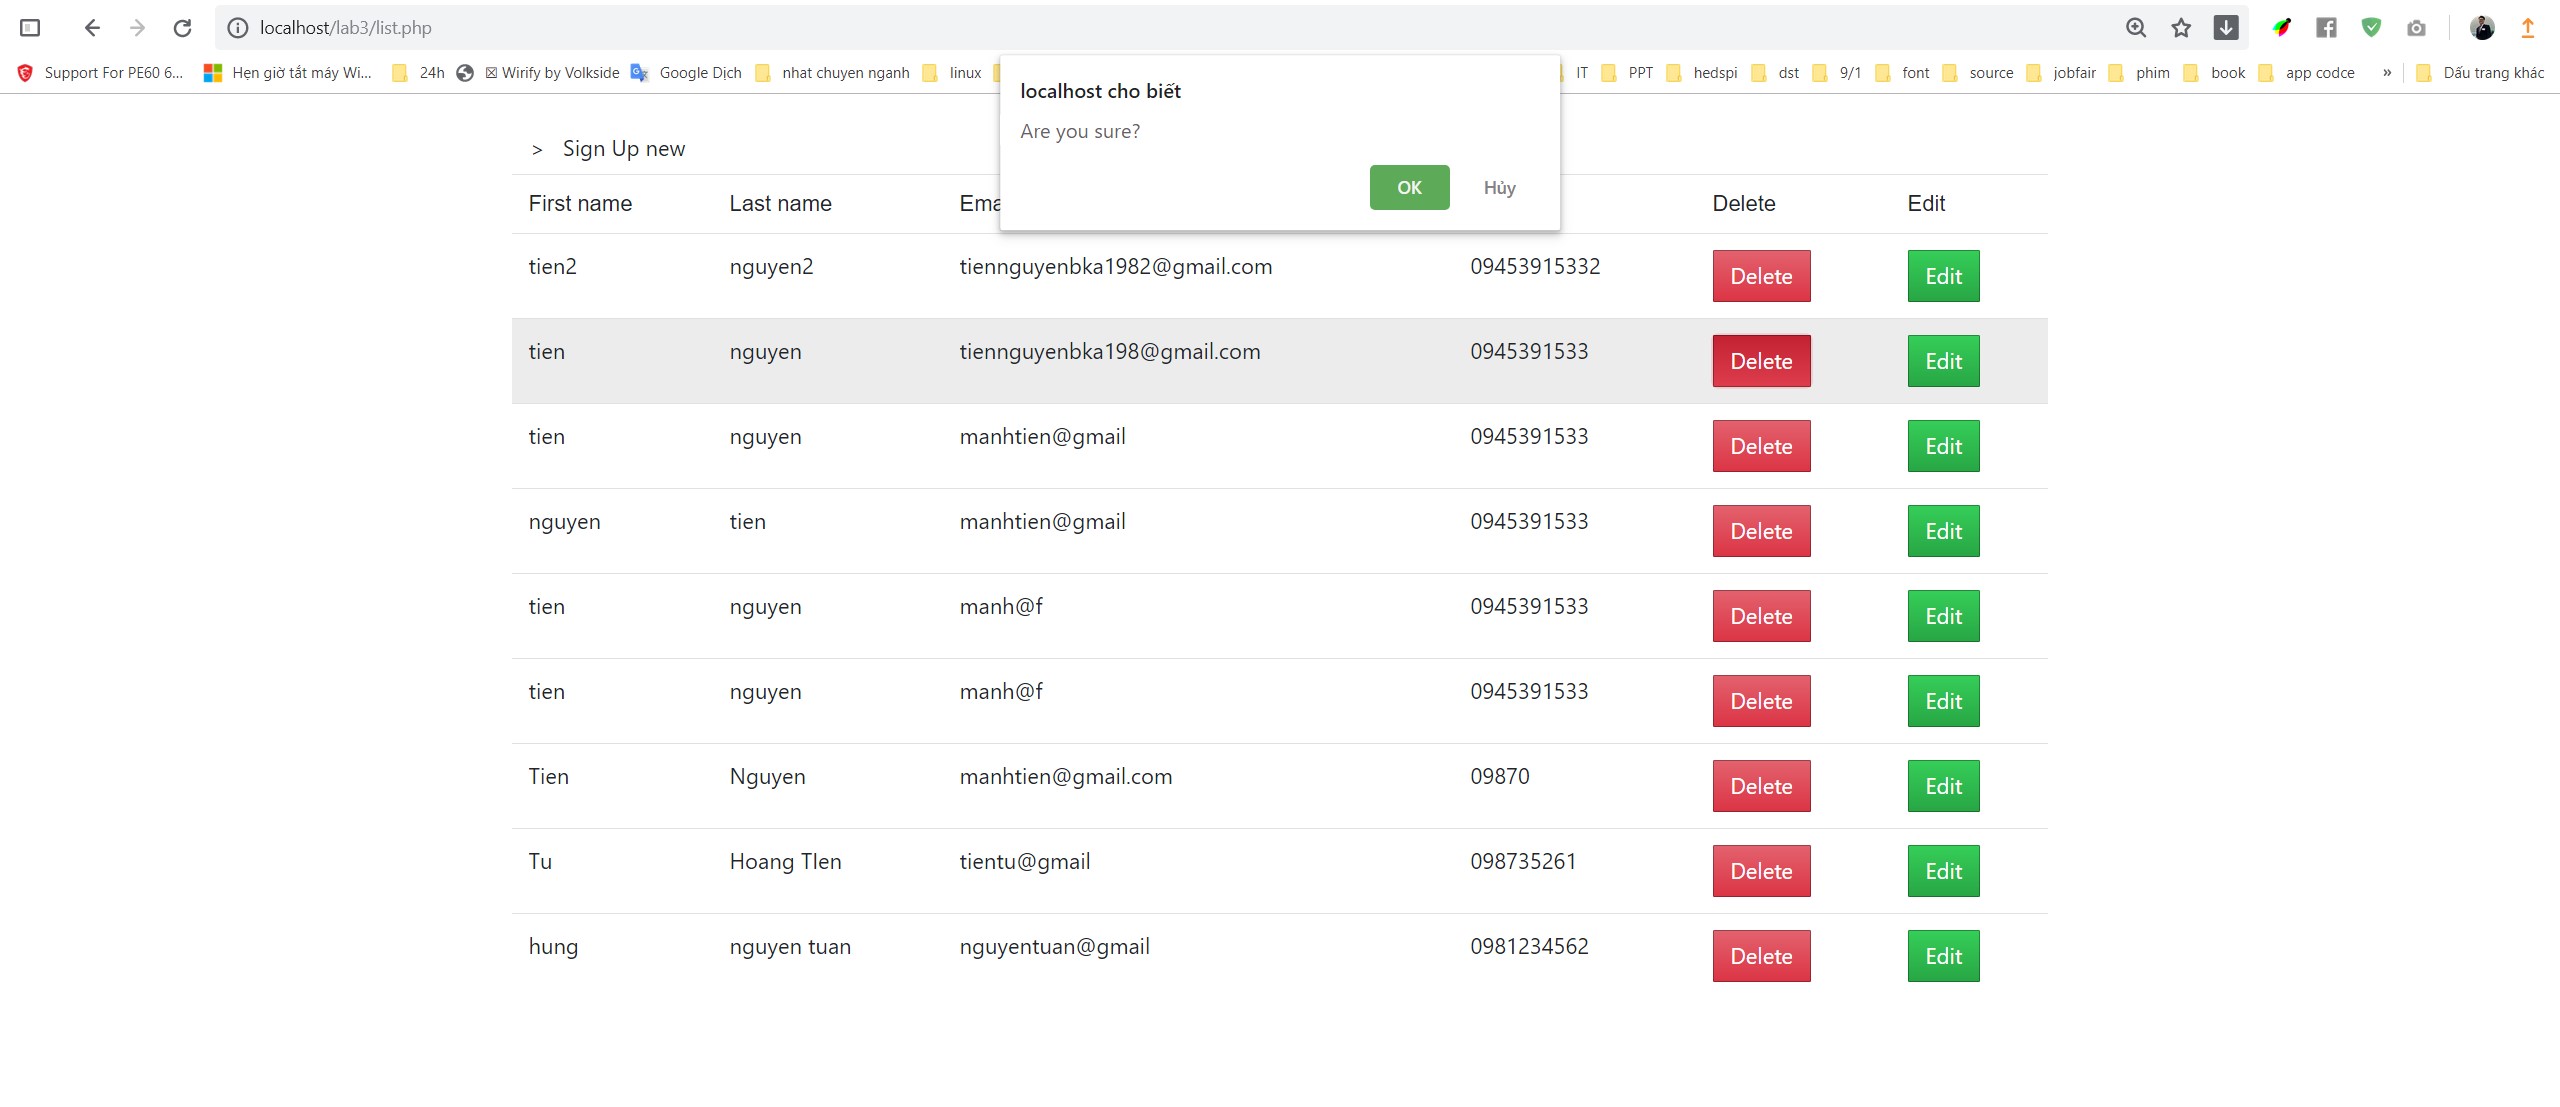 localhost/lab3/list.php
Support For PE60 6... Hẹn giờ tắt máy Wi... 24h Wirify by Volkside Google Dịch nhat chuyen nganh linux IT PPT hedspi dst 9/1 font source jobfair phim book app codce » Dấu trang khác
localhost cho biết
Are you sure?
OK Hủy
> Sign Up new
First name Last name Ema Delete Edit
tien2 nguyen2 tiennguyenbka1982@gmail.com 09453915332 Delete Edit
tien nguyen tiennguyenbka198@gmail.com 0945391533 Delete Edit
tien nguyen manhtien@gmail 0945391533 Delete Edit
nguyen tien manhtien@gmail 0945391533 Delete Edit
tien nguyen manh@f 0945391533 Delete Edit
tien nguyen manh@f 0945391533 Delete Edit
Tien Nguyen manhtien@gmail.com 09870 Delete Edit
Tu Hoang TIen tientu@gmail 098735261 Delete Edit
hung nguyen tuan nguyentuan@gmail 0981234562 Delete Edit